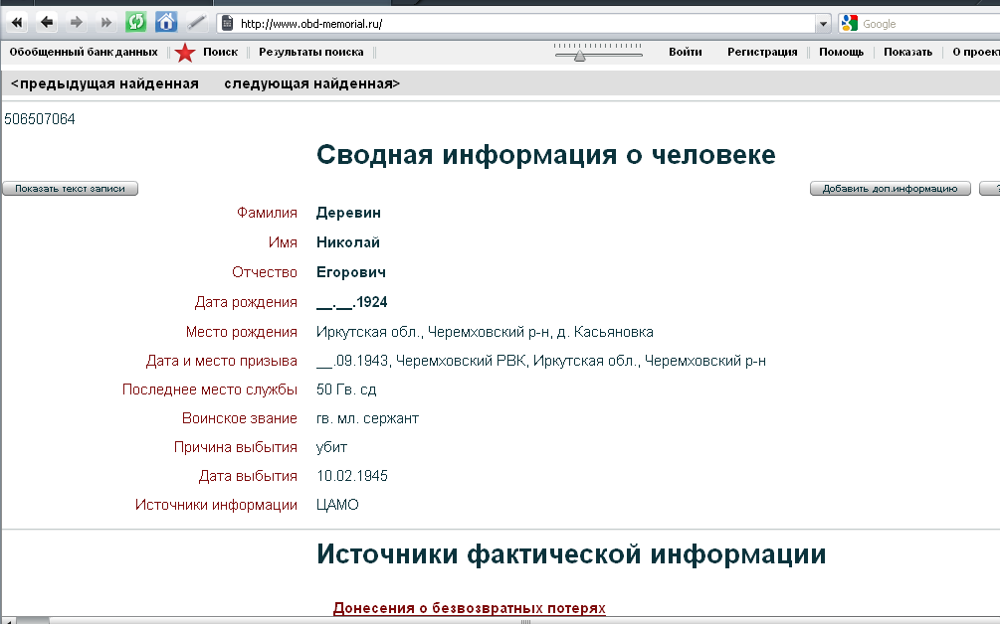 http://www.obd-memorial.ru/ Google
Обобщенный банк данных Поиск Результаты поиска Войти Регистрация Помощь Показать О проек
<предыдущая найденная следующая найденная>
506507064
Сводная информация о человеке
Показать текст записи Добавить доп.информацию
Фамилия Деревин
Имя Николай
Отчество Егорович
Дата рождения __.__.1924
Место рождения Иркутская обл., Черемховский р-н, д. Касьяновка
Дата и место призыва __.09.1943, Черемховский РВК, Иркутская обл., Черемховский р-н
Последнее место службы 50 Гв. сд
Воинское звание гв. мл. сержант
Причина выбытия убит
Дата выбытия 10.02.1945
Источники информации ЦАМО
Источники фактической информации
Донесения о безвозвратных потерях